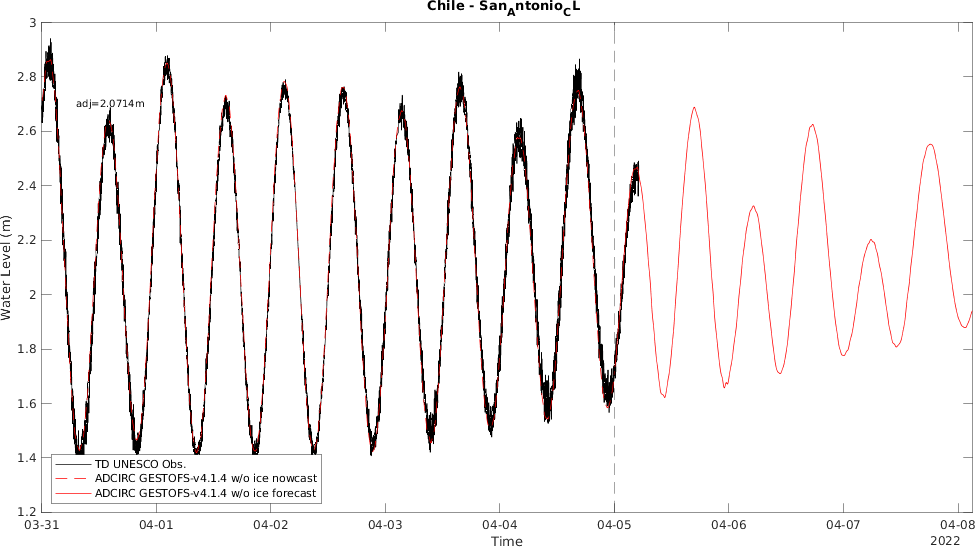 Chile - San_Antonio_CL
3
2.8
adj=2.0714m
2.6
2.4
2.2
2
1.8
1.6
1.4
1.2
Water Level (m)
TD UNESCO Obs.
ADCIRC GESTOFS-v4.1.4 w/o ice nowcast
ADCIRC GESTOFS-v4.1.4 w/o ice forecast
03-31 04-01 04-02 04-03 04-04 04-05 04-06 04-07 04-08
Time
2022